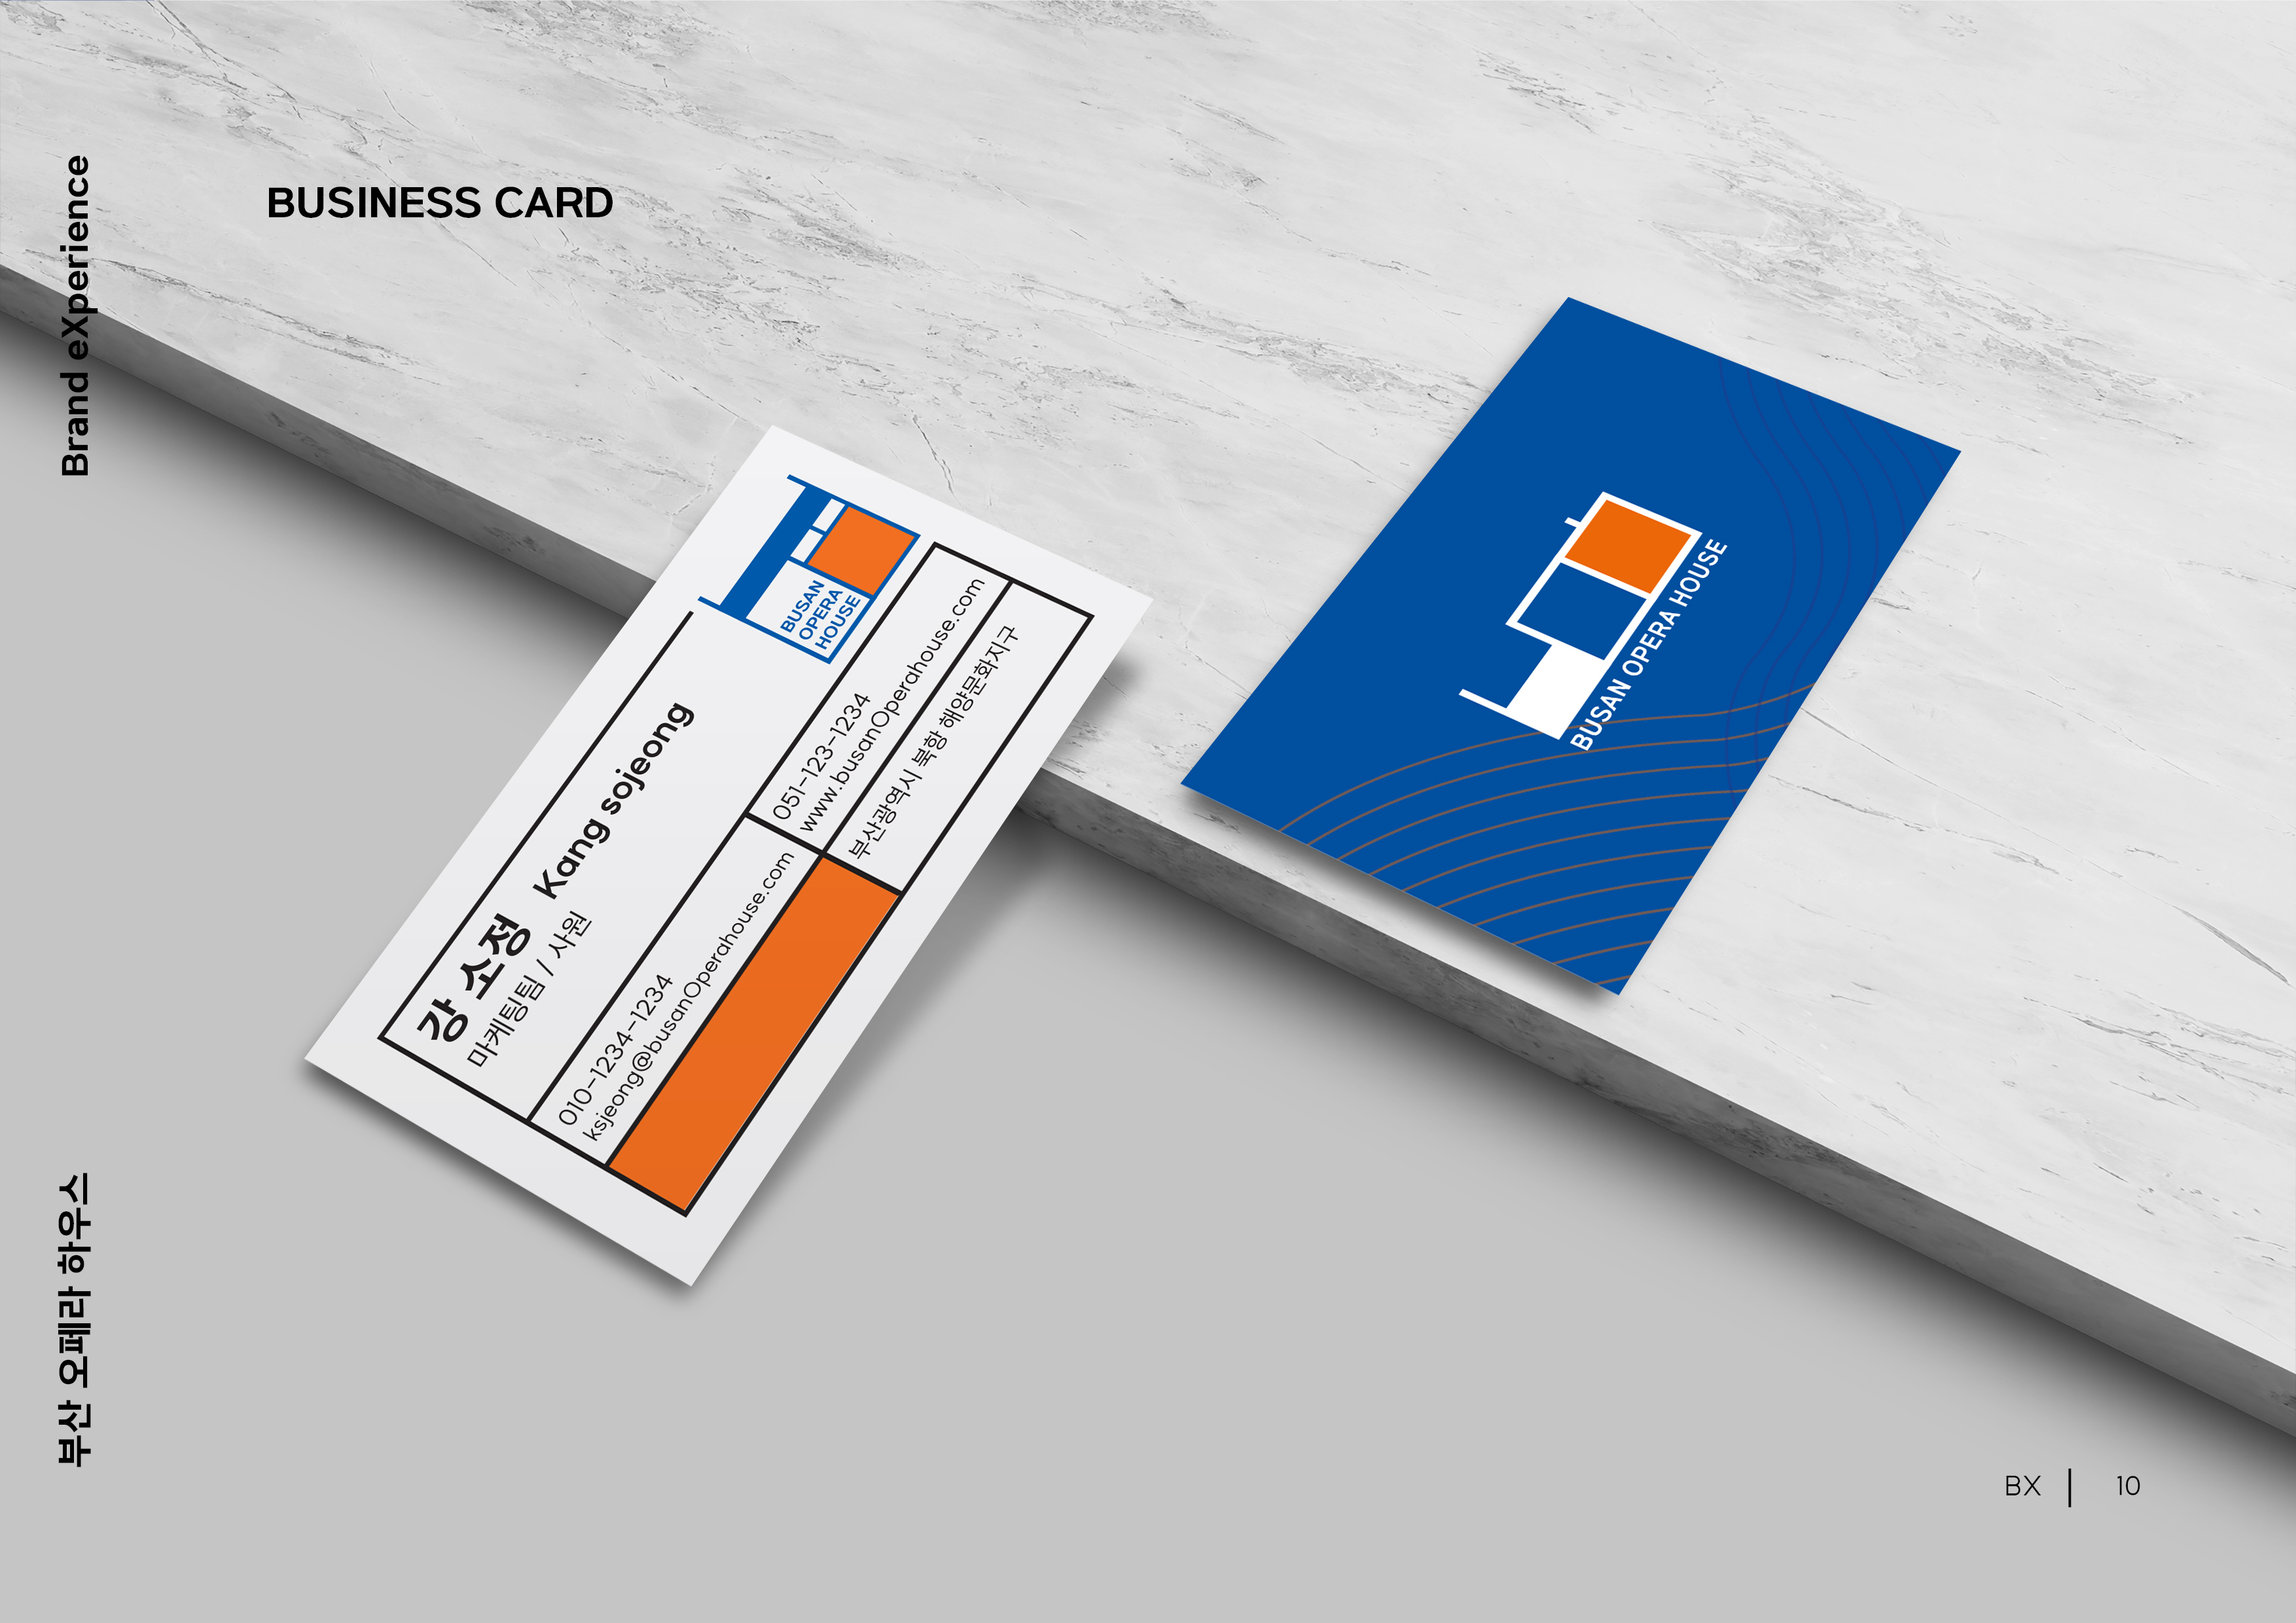 Brand eXperience
BUSINESS CARD
BUSAN
OPERA
HOUSE
강 소정 Kang sojeong
마케팅팀 / 사원
010-1234-1234
ksjeong@busanOperahouse.com
051-123-1234
www.busanOperahouse.com
부산광역시 북항 해양문화지구
BUSAN OPERA HOUSE
부산 오페라 하우스
BX | 10